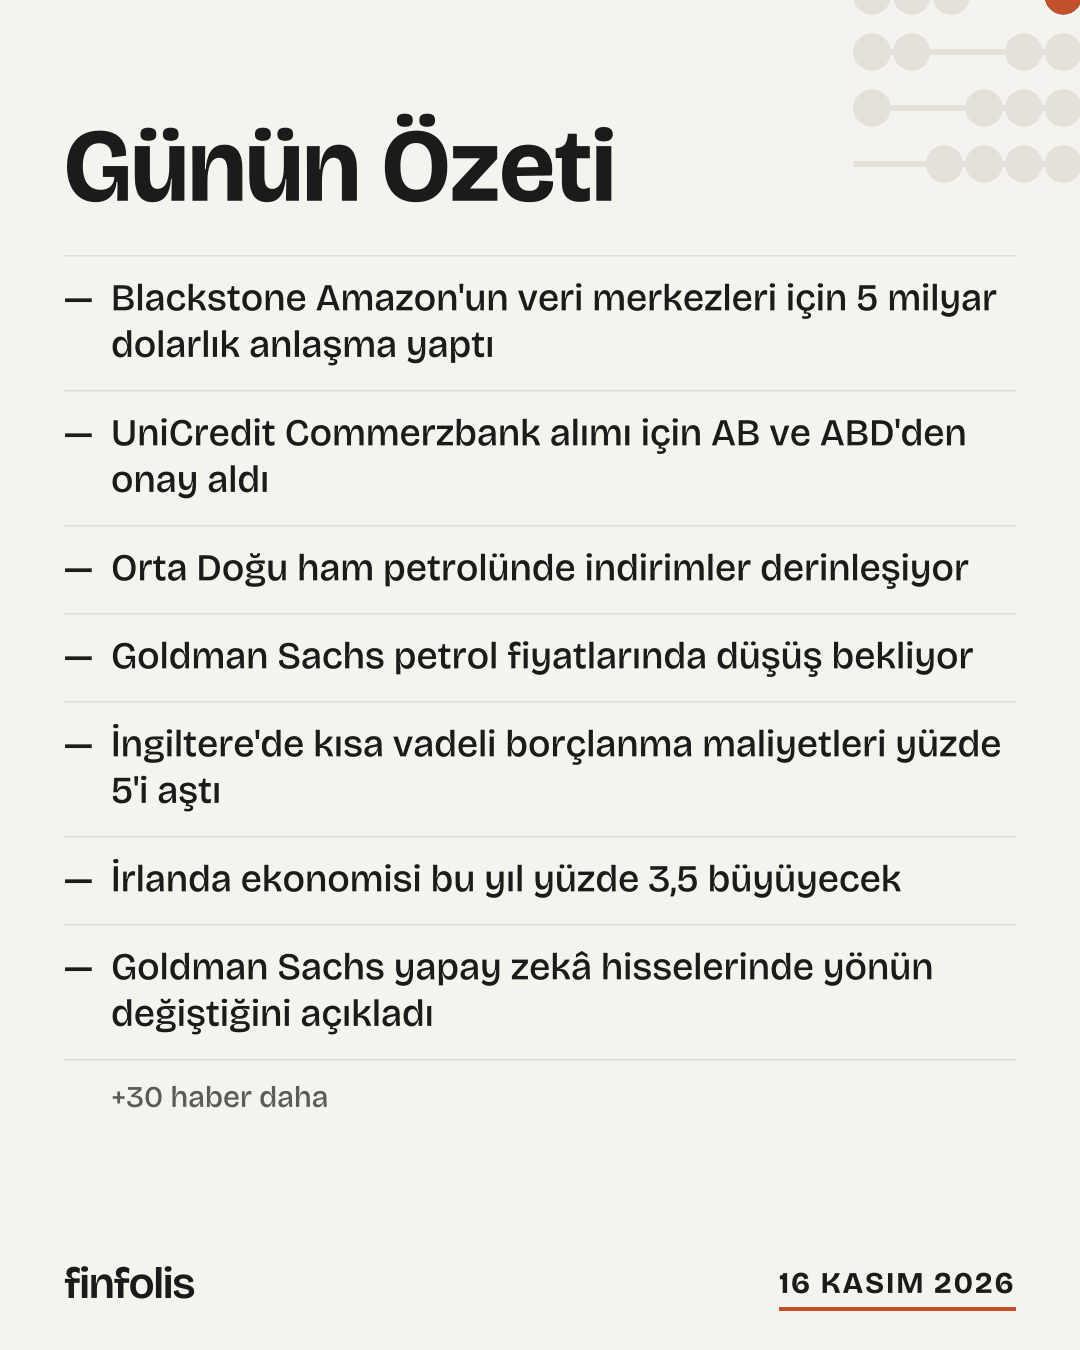 Günün Özeti
— Blackstone Amazon'un veri merkezleri için 5 milyar
dolarlık anlaşma yaptı
— UniCredit Commerzbank alımı için AB ve ABD'den
onay aldı
— Orta Doğu ham petrolünde indirimler derinleşiyor
— Goldman Sachs petrol fiyatlarında düşüş bekliyor
— İngiltere'de kısa vadeli borçlanma maliyetleri yüzde
5'i aştı
— İrlanda ekonomisi bu yıl yüzde 3,5 büyüyecek
— Goldman Sachs yapay zekâ hisselerinde yönün
değiştiğini açıkladı
+30 haber daha
finfolis
16 KASIM 2026